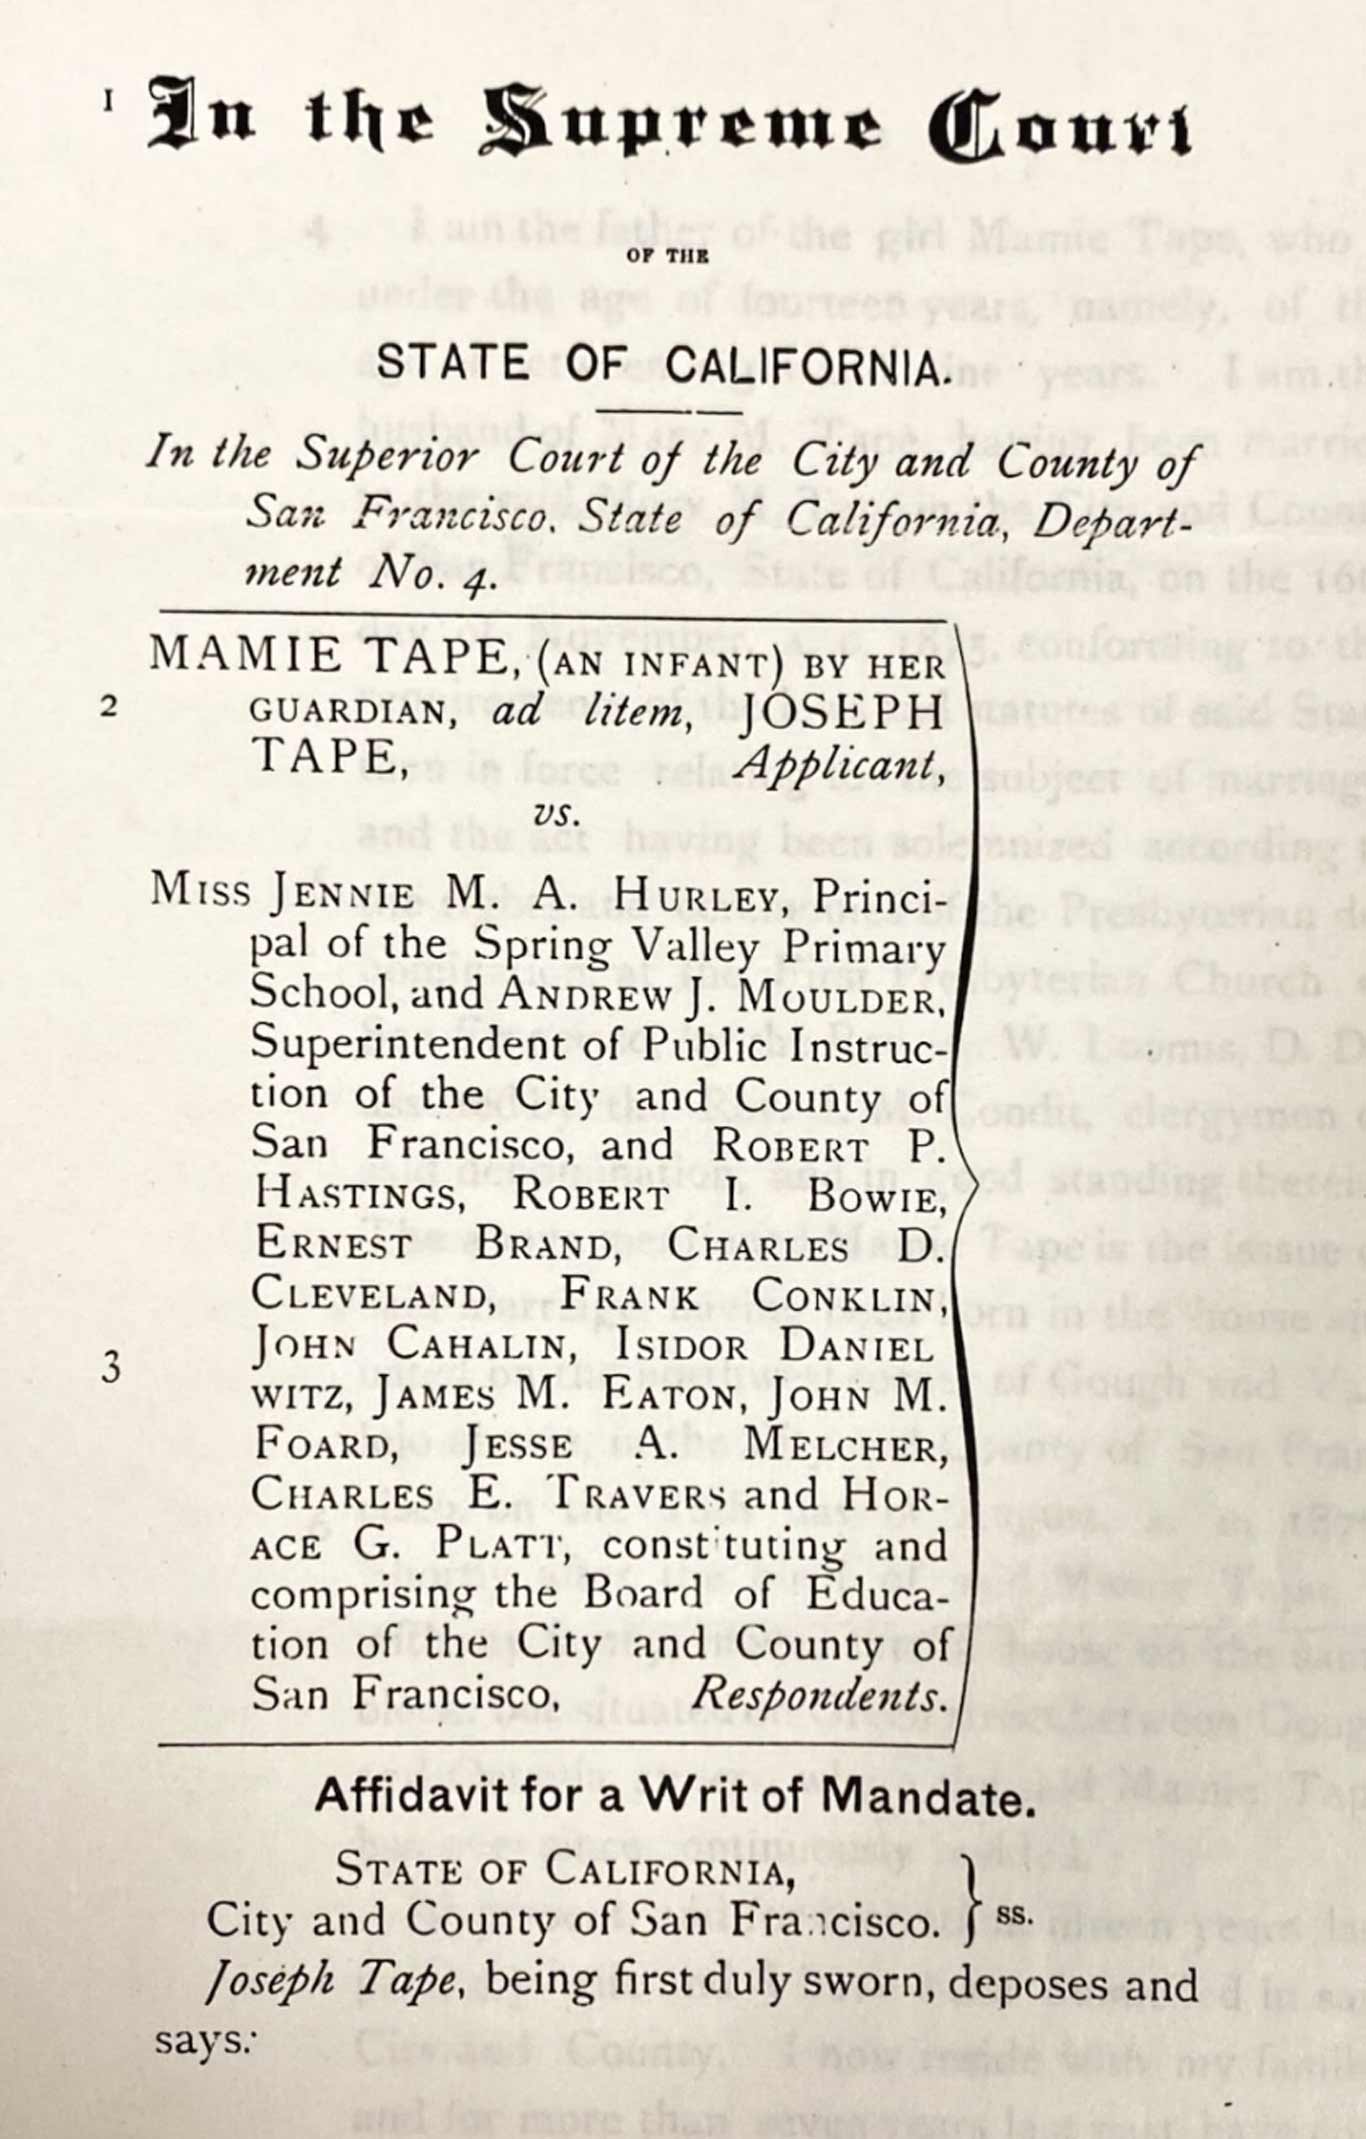 1 In the Supreme Court
OF THE
STATE OF CALIFORNIA.
In the Superior Court of the City and County of
San Francisco. State of California, Depart-
ment No. 4.
MAMIE TAPE, (AN INFANT) BY HER
2 GUARDIAN, ad litem, JOSEPH
TAPE, Applicant,
vs.
MISS JENNIE M. A. HURLEY, Princi-
pal of the Spring Valley Primary
School, and ANDREW J. MOULDER,
Superintendent of Public Instruc-
tion of the City and County of
San Francisco, and ROBERT P.
HASTINGS, ROBERT I. BOWIE,
ERNEST BRAND, CHARLES D.
CLEVELAND, FRANK CONKLIN,
3 JOHN CAHALIN, ISIDOR DANIEL
WITZ, JAMES M. EATON, JOHN M.
FOARD, JESSE A. MELCHER,
CHARLES E. TRAVERS and HOR-
ACE G. PLATT, constituting and
comprising the Board of Educa-
tion of the City and County of
San Francisco, Respondents.
Affidavit for a Writ of Mandate.
STATE OF CALIFORNIA,
City and County of San Francisco. } ss.
Joseph Tape, being first duly sworn, deposes and
says: